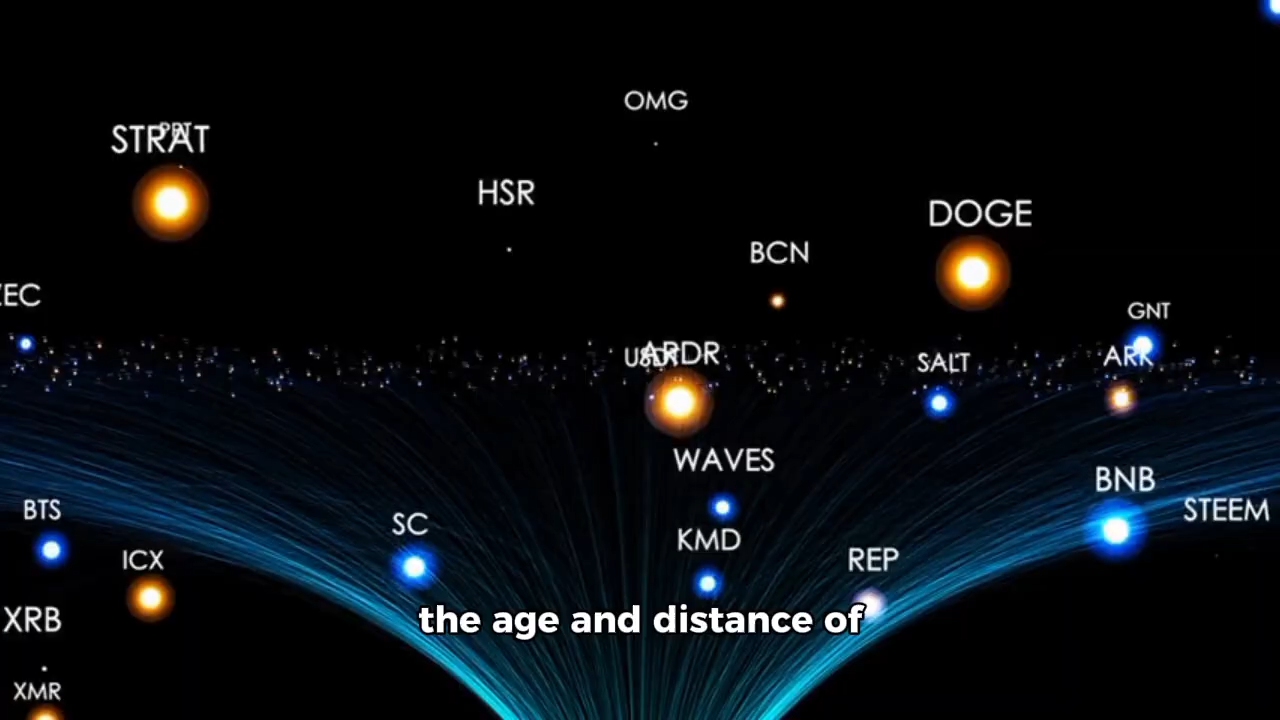 OMG
STRAT
HSR
DOGE
BCN
GNT
ARDR
SALT
ARK
WAVES
BNB
BTS
STEEM
SC
KMD
ICX
REP
XRB
the age and distance of
XMR